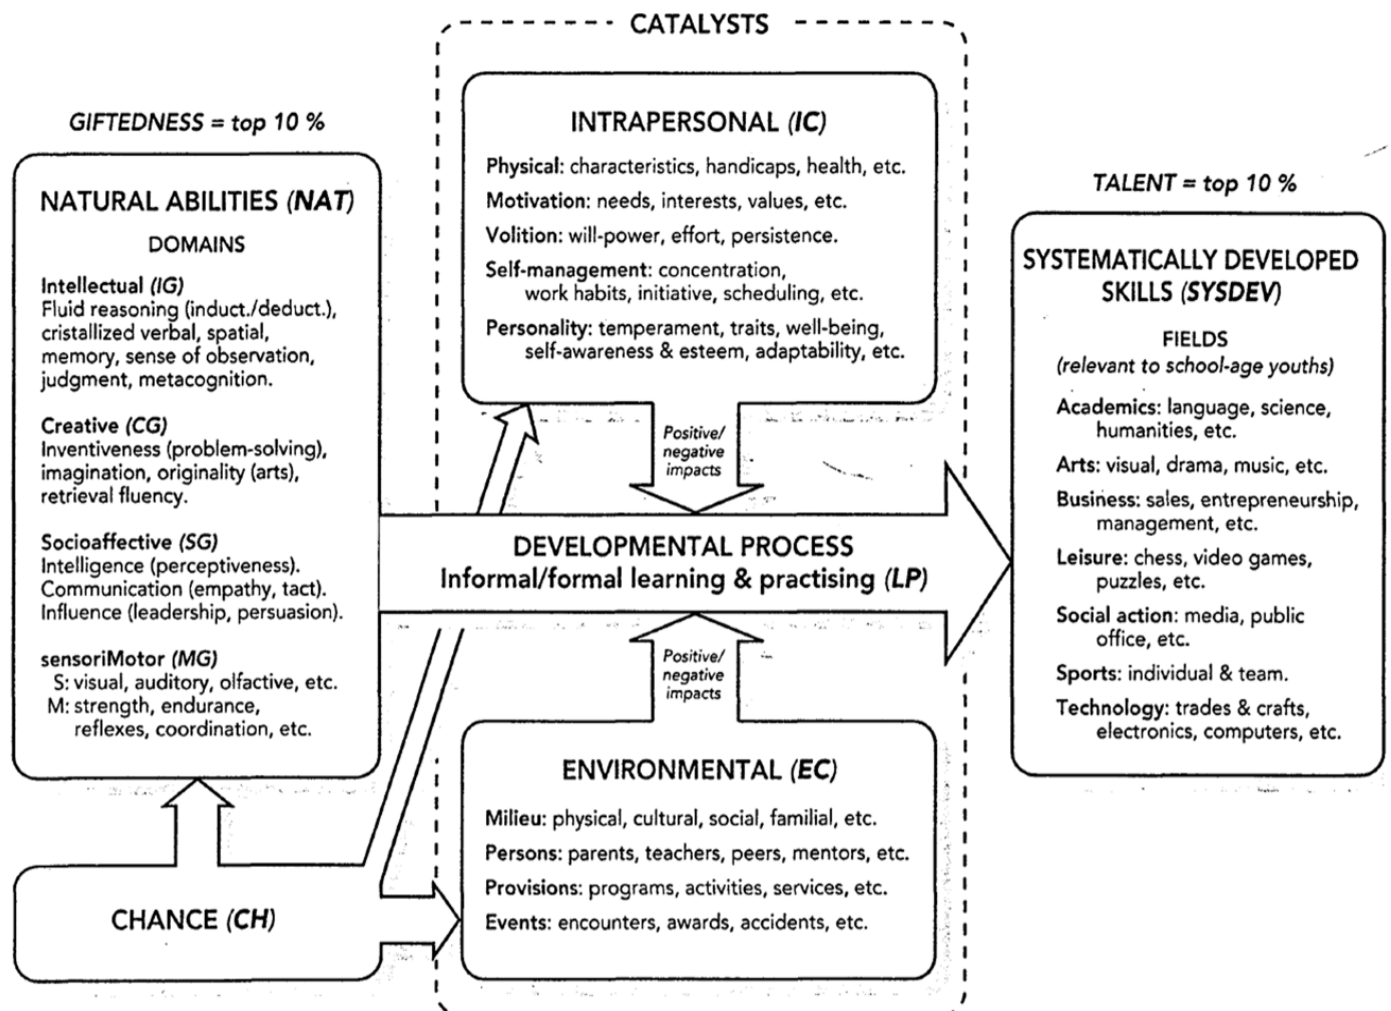 CATALYSTS
GIFTEDNESS = top 10 %
NATURAL ABILITIES (NAT)
DOMAINS
Intellectual (IG)
Fluid reasoning (induct./deduct.),
cristallized verbal, spatial,
memory, sense of observation,
judgment, metacognition.
Creative (CG)
Inventiveness (problem-solving),
imagination, originality (arts),
retrieval fluency.
Socioaffective (SG)
Intelligence (perceptiveness).
Communication (empathy, tact).
Influence (leadership, persuasion).
sensoriMotor (MG)
S: visual, auditory, olfactive, etc.
M: strength, endurance,
reflexes, coordination, etc.
CHANCE (CH)
INTRAPERSONAL (IC)
Physical: characteristics, handicaps, health, etc.
Motivation: needs, interests, values, etc.
Volition: will-power, effort, persistence.
Self-management: concentration,
work habits, initiative, scheduling, etc.
Personality: temperament, traits, well-being,
self-awareness & esteem, adaptability, etc.
Positive/
negative
impacts
DEVELOPMENTAL PROCESS
Informal/formal learning & practising (LP)
Positive/
negative
impacts
ENVIRONMENTAL (EC)
Milieu: physical, cultural, social, familial, etc.
Persons: parents, teachers, peers, mentors, etc.
Provisions: programs, activities, services, etc.
Events: encounters, awards, accidents, etc.
TALENT = top 10 %
SYSTEMATICALLY DEVELOPED
SKILLS (SYSDEV)
FIELDS
(relevant to school-age youths)
Academics: language, science,
humanities, etc.
Arts: visual, drama, music, etc.
Business: sales, entrepreneurship,
management, etc.
Leisure: chess, video games,
puzzles, etc.
Social action: media, public
office, etc.
Sports: individual & team.
Technology: trades & crafts,
electronics, computers, etc.